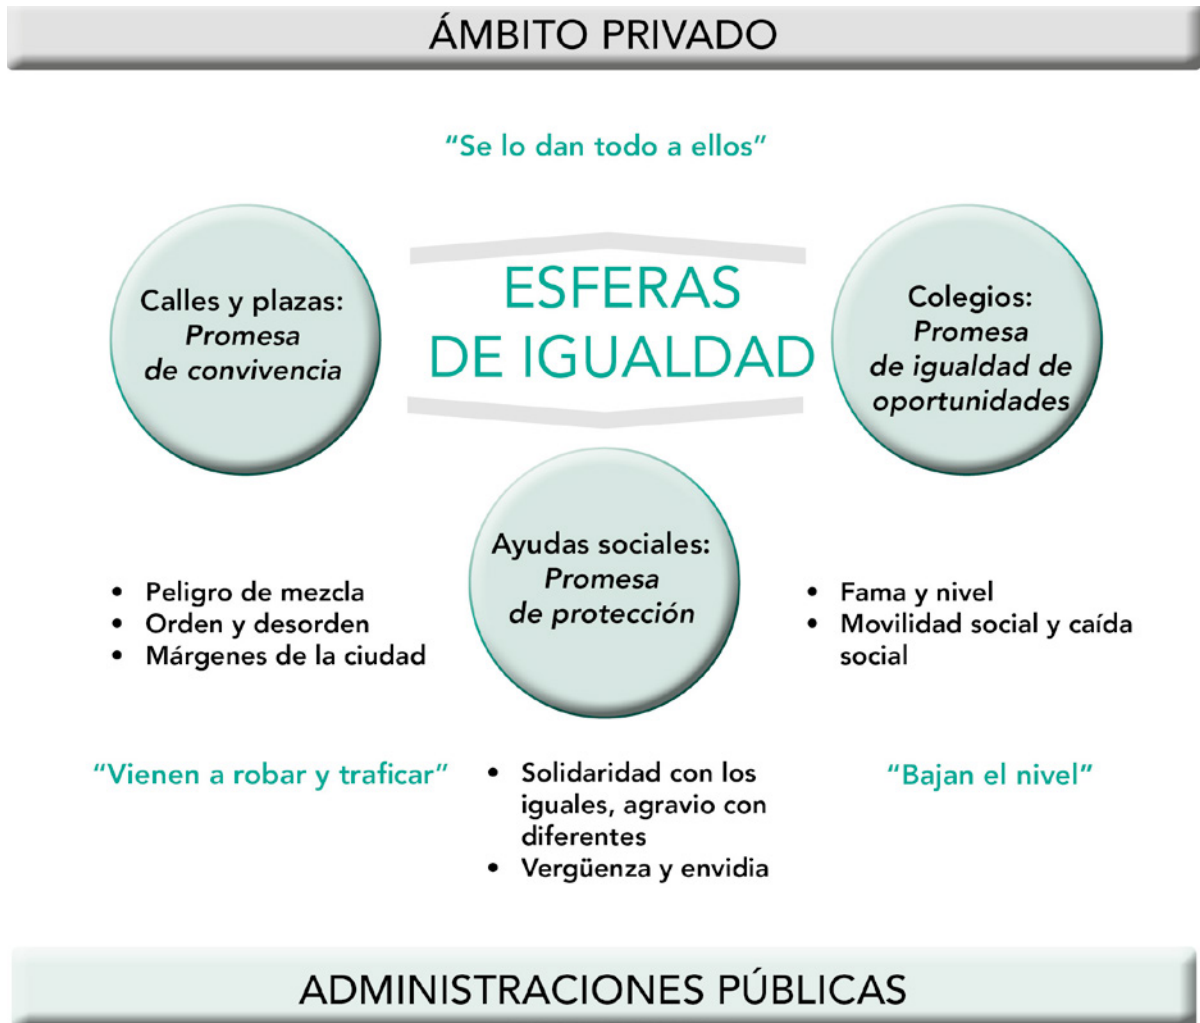 ÁMBITO PRIVADO
“Se lo dan todo a ellos”
ESFERAS
DE IGUALDAD
Calles y plazas:
Promesa
de convivencia
Colegios:
Promesa
de igualdad de
oportunidades
Ayudas sociales:
Promesa
de protección
• Peligro de mezcla
• Orden y desorden
• Márgenes de la ciudad
• Fama y nivel
• Movilidad social y caída
social
“Vienen a robar y traficar”
• Solidaridad con los
iguales, agravio con
diferentes
• Vergüenza y envidia
“Bajan el nivel”
ADMINISTRACIONES PÚBLICAS